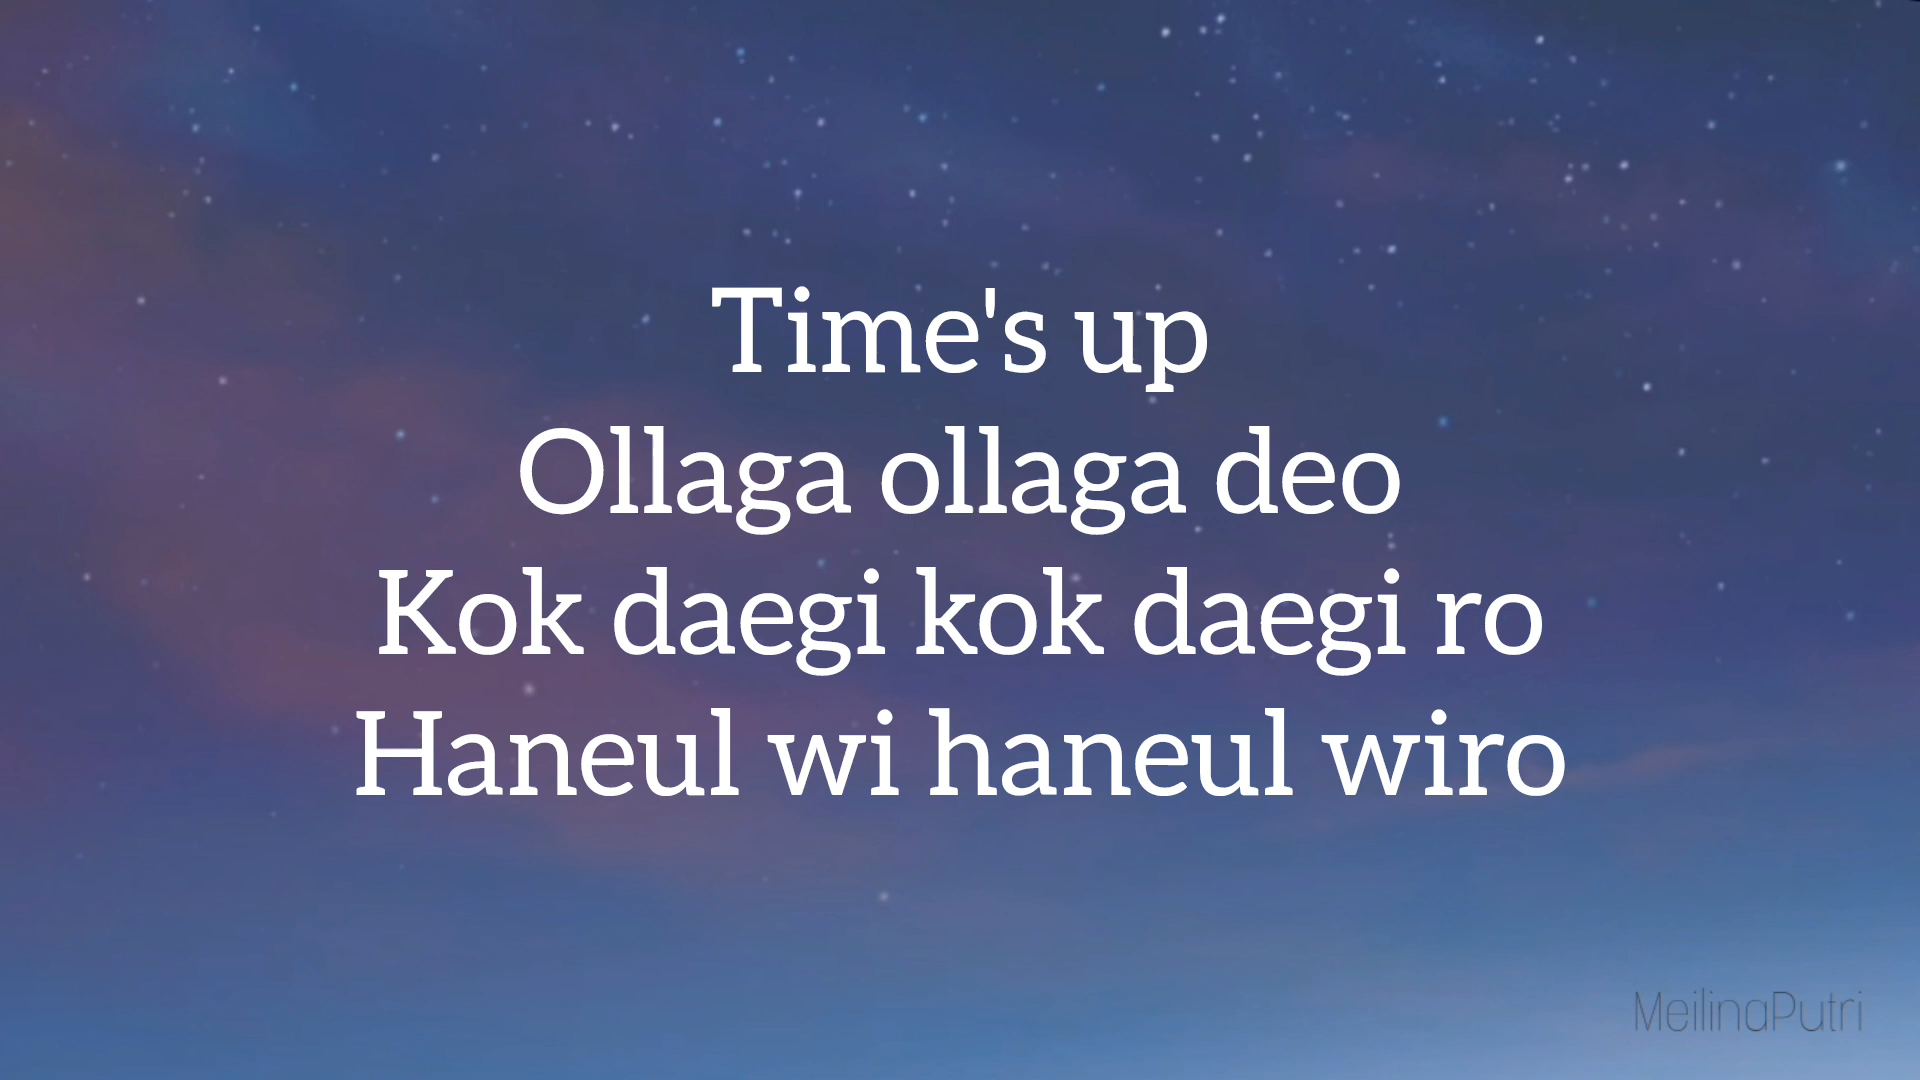 Time's up
Ollaga ollaga deo
Kok daegi kok daegi ro
Haneul wi haneul wiro
MeilinaPutri